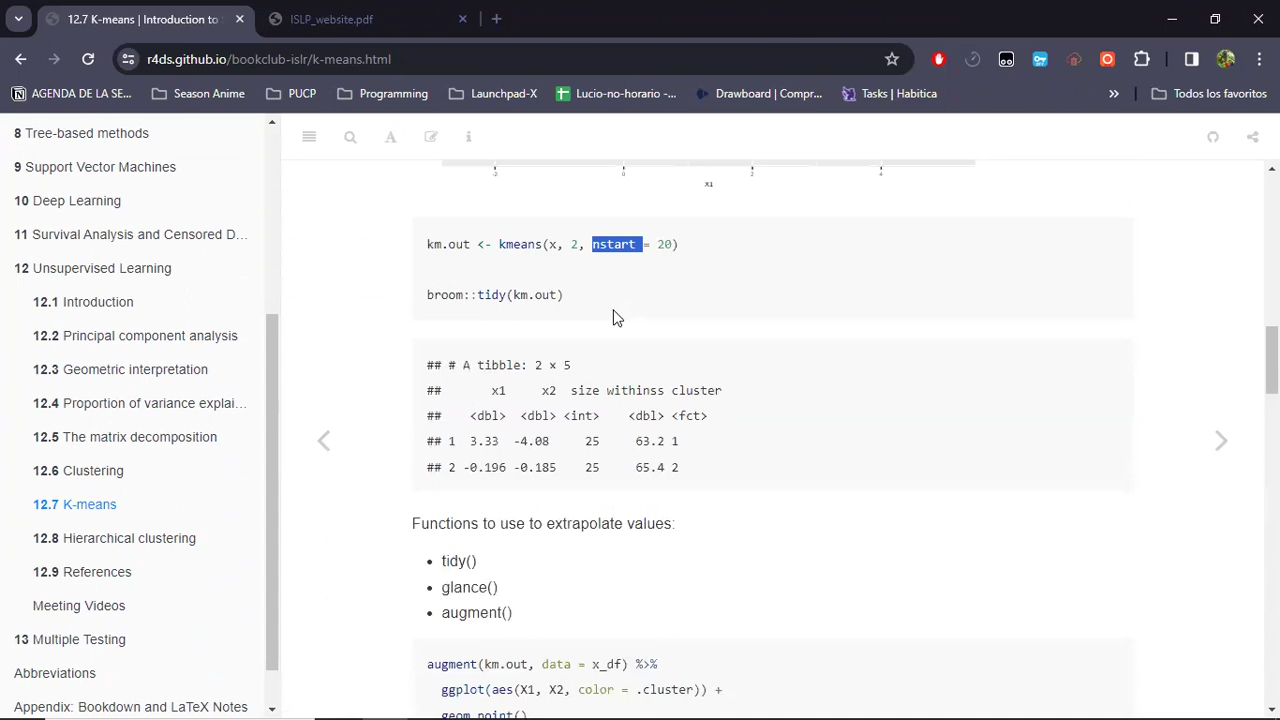 12.7 K-means | Introduction to
ISLP_website.pdf
r4ds.github.io/bookclub-islr/k-means.html
AGENDA DE LA SE...
Season Anime
PUCP
Programming
Launchpad-X
Lucio-no-horario -...
Drawboard | Compr...
Tasks | Habitica
Todos los favoritos
8 Tree-based methods
9 Support Vector Machines
10 Deep Learning
11 Survival Analysis and Censored D...
12 Unsupervised Learning
12.1 Introduction
12.2 Principal component analysis
12.3 Geometric interpretation
12.4 Proportion of variance explai...
12.5 The matrix decomposition
12.6 Clustering
12.7 K-means
12.8 Hierarchical clustering
12.9 References
Meeting Videos
13 Multiple Testing
Abbreviations
Appendix: Bookdown and LaTeX Notes
-2 0 2 4
X1
km.out <- kmeans(x, 2, nstart = 20)
broom::tidy(km.out)
## # A tibble: 2 × 5
## x1 x2 size withinss cluster
## <dbl> <dbl> <int> <dbl> <fct>
## 1 3.33 -4.08 25 63.2 1
## 2 -0.196 -0.185 25 65.4 2
Functions to use to extrapolate values:
• tidy()
• glance()
• augment()
augment(km.out, data = x_df) %>%
ggplot(aes(X1, X2, color = .cluster)) +
geom_point()